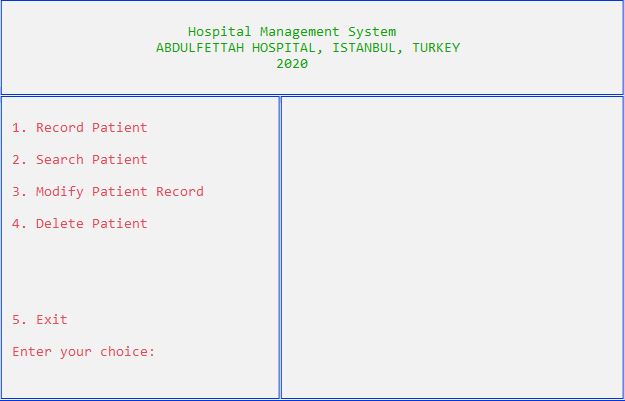 Hospital Management System
ABDULFETTAH HOSPITAL, ISTANBUL, TURKEY
2020
1. Record Patient
2. Search Patient
3. Modify Patient Record
4. Delete Patient
5. Exit
Enter your choice: